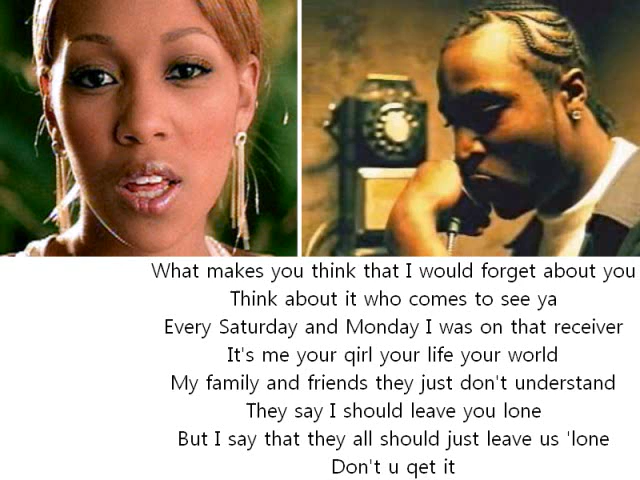 What makes you think that I would forget about you
Think about it who comes to see ya
Every Saturday and Monday I was on that receiver
It's me your qirl your life your world
My family and friends they just don't understand
They say I should leave you lone
But I say that they all should just leave us 'lone
Don't u qet it